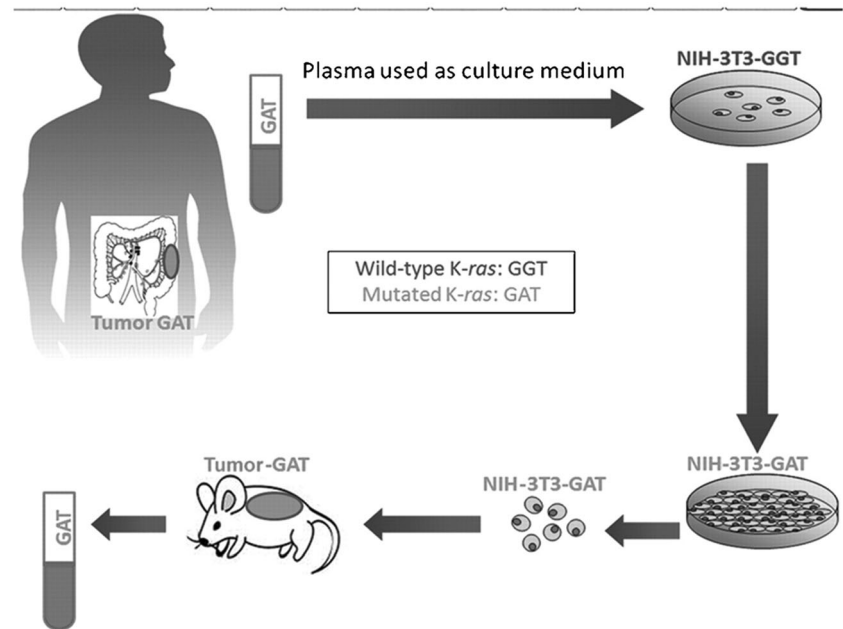 Plasma used as culture medium
NIH-3T3-GGT
GAT
Wild-type K-ras: GGT
Mutated K-ras: GAT
Tumor GAT
Tumor-GAT
NIH-3T3-GAT
NIH-3T3-GAT
GAT